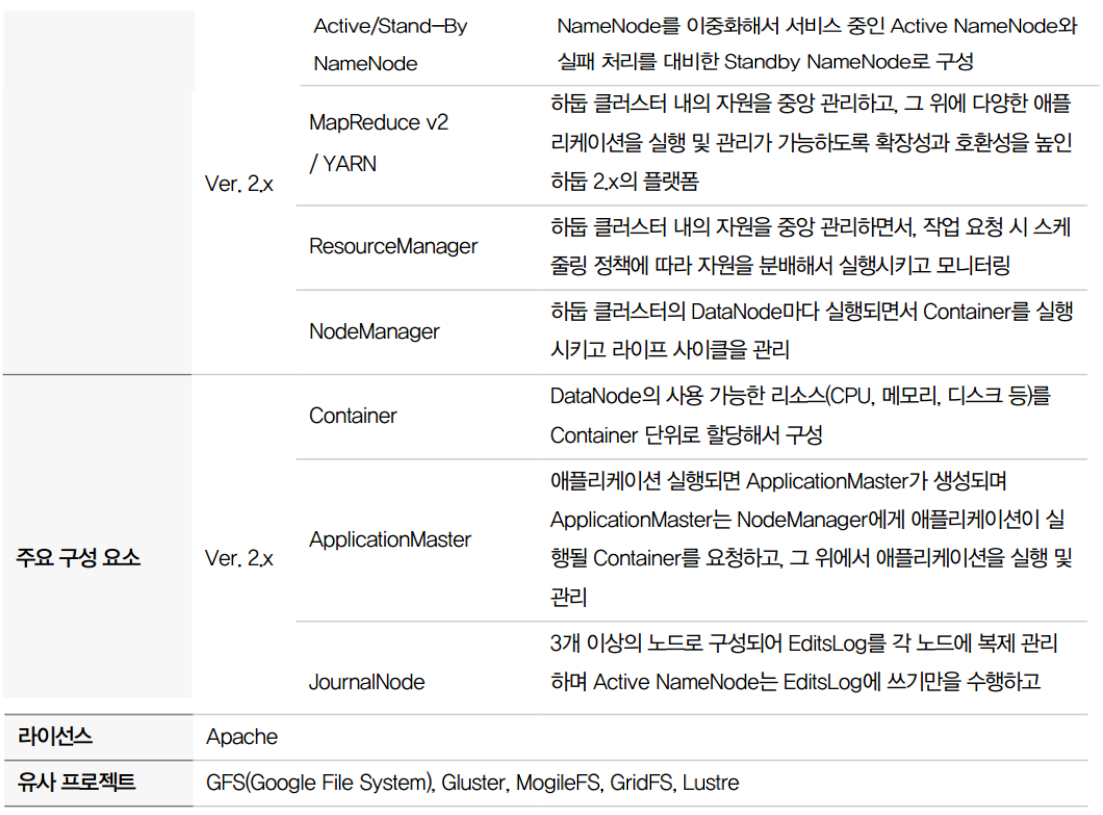 Active/Stand-By
NameNode
NameNode를 이중화해서 서비스 중인 Active NameNode와
실패 처리를 대비한 Standby NameNode로 구성
Ver. 2.x
MapReduce v2
/ YARN
하둡 클러스터 내의 자원을 중앙 관리하고, 그 위에 다양한 애플
리케이션을 실행 및 관리가 가능하도록 확장성과 호환성을 높인
하둡 2.x의 플랫폼
ResourceManager
하둡 클러스터 내의 자원을 중앙 관리하면서, 작업 요청 시 스케
줄링 정책에 따라 자원을 분배해서 실행시키고 모니터링
NodeManager
하둡 클러스터의 DataNode마다 실행되면서 Container를 실행
시키고 라이프 사이클을 관리
주요 구성 요소
Ver. 2.x
Container
DataNode의 사용 가능한 리소스(CPU, 메모리, 디스크 등)를
Container 단위로 할당해서 구성
ApplicationMaster
애플리케이션 실행되면 ApplicationMaster가 생성되며
ApplicationMaster는 NodeManager에게 애플리케이션이 실
행될 Container를 요청하고, 그 위에서 애플리케이션을 실행 및
관리
JournalNode
3개 이상의 노드로 구성되어 EditsLog를 각 노드에 복제 관리
하며 Active NameNode는 EditsLog에 쓰기만을 수행하고
라이선스
Apache
유사 프로젝트
GFS(Google File System), Gluster, MogileFS, GridFS, Lustre